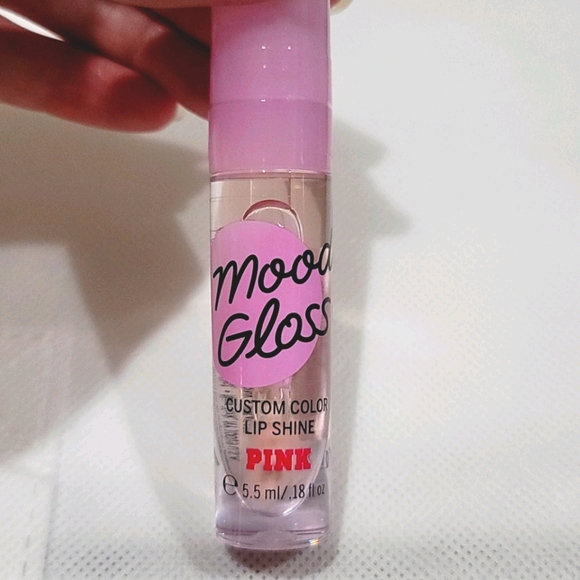 Mood
Gloss
CUSTOM COLOR
LIP SHINE
PINK
℮ 5.5 ml/.18 fl oz